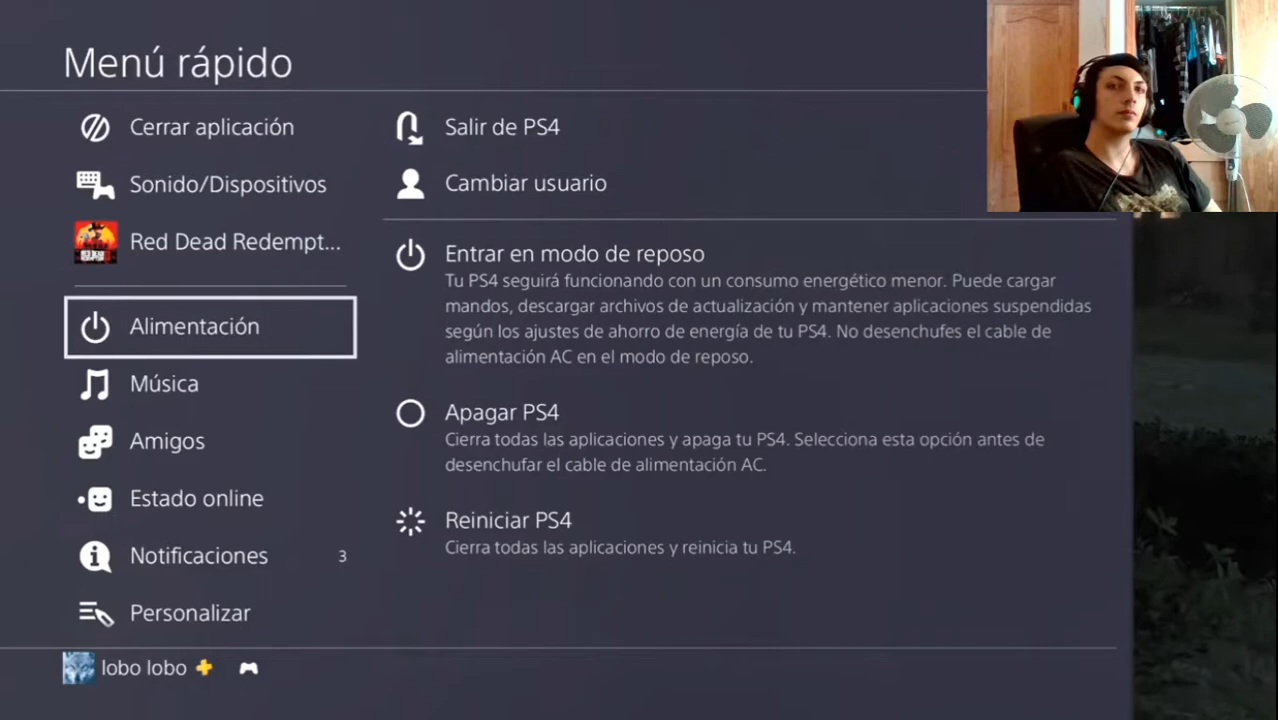 Menú rápido
Cerrar aplicación
Sonido/Dispositivos
Red Dead Redempt...
Alimentación
Música
Amigos
Estado online
Notificaciones 3
Personalizar
Salir de PS4
Cambiar usuario
Entrar en modo de reposo
Tu PS4 seguirá funcionando con un consumo energético menor. Puede cargar
mandos, descargar archivos de actualización y mantener aplicaciones suspendidas
según los ajustes de ahorro de energía de tu PS4. No desenchufes el cable de
alimentación AC en el modo de reposo.
Apagar PS4
Cierra todas las aplicaciones y apaga tu PS4. Selecciona esta opción antes de
desenchufar el cable de alimentación AC.
Reiniciar PS4
Cierra todas las aplicaciones y reinicia tu PS4.
lobo lobo